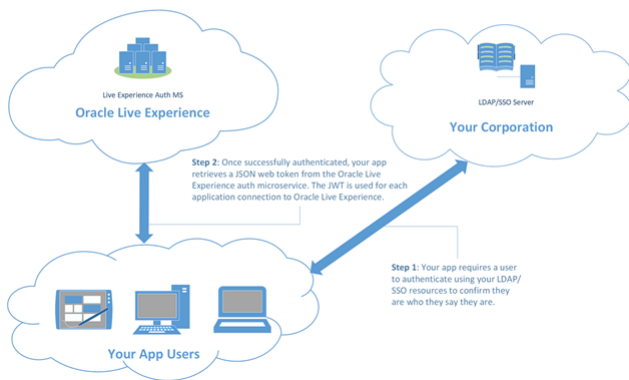 Live Experience Auth MS
Oracle Live Experience
LDAP/SSO Server
Your Corporation
Step 2: Once successfully authenticated, your app
retrieves a JSON web token from the Oracle Live
Experience auth microservice. The JWT is used for each
application connection to Oracle Live Experience.
Step 1: Your app requires a user
to authenticate using your LDAP/
SSO resources to confirm they
are who they say they are.
Your App Users